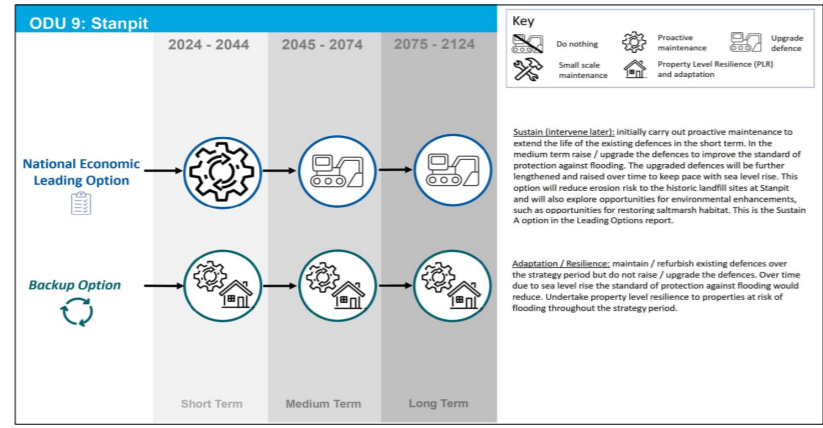 ODU 9: Stanpit
2024 - 2044
2045 - 2074
2075 - 2124
National Economic
Leading Option
Backup Option
Short Term
Medium Term
Long Term
Key
Do nothing
Proactive
maintenance
Upgrade
defence
Small scale
maintenance
Property Level Resilience (PLR)
and adaptation
Sustain (intervene later): initially carry out proactive maintenance to
extend the life of the existing defences in the short term. In the
medium term raise / upgrade the defences to improve the standard of
protection against flooding. The upgraded defences will be further
lengthened and raised over time to keep pace with sea level rise. This
option will reduce erosion risk to the historic landfill sites at Stanpit
and will also explore opportunities for environmental enhancements,
such as opportunities for restoring saltmarsh habitat. This is the Sustain
A option in the Leading Options report.
Adaptation / Resilience: maintain / refurbish existing defences over
the strategy period but do not raise / upgrade the defences. Over time
due to sea level rise the standard of protection against flooding would
reduce. Undertake property level resilience to properties at risk of
flooding throughout the strategy period.